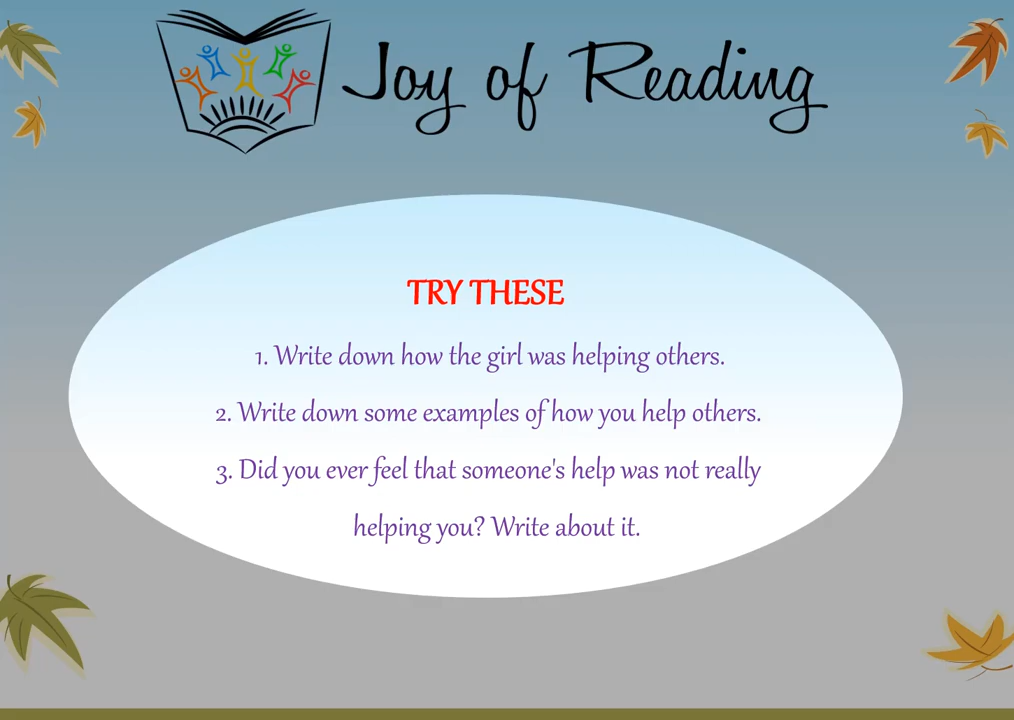 Joy of Reading
TRY THESE
1. Write down how the girl was helping others.
2. Write down some examples of how you help others.
3. Did you ever feel that someone's help was not really
helping you? Write about it.